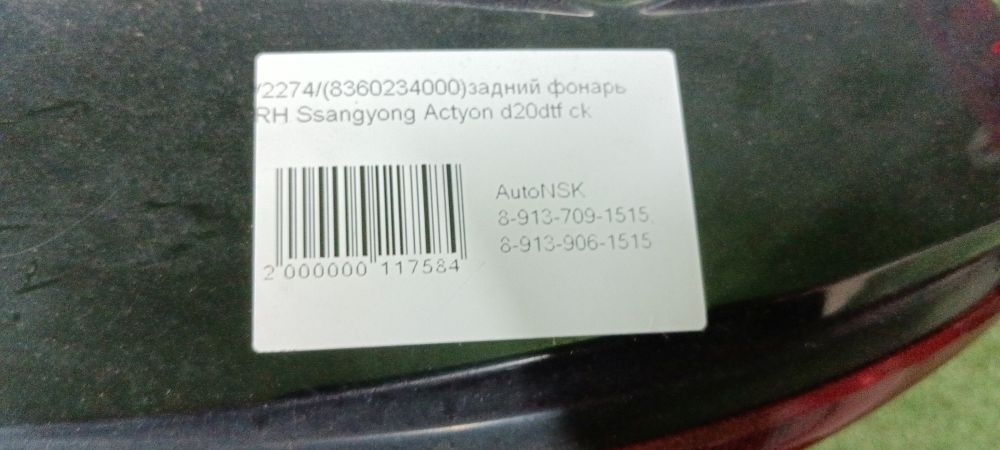 /2274/(8360234000)задний фонарь
RH Ssangyong Actyon d20dtf ck
AutoNSK
8-913-709-1515,
8-913-906-1515
2 000000 117584